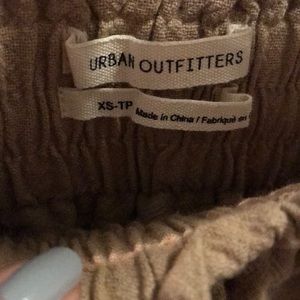 URBAN OUTFITTERS
XS-TP
Made in China / Fabriqué en